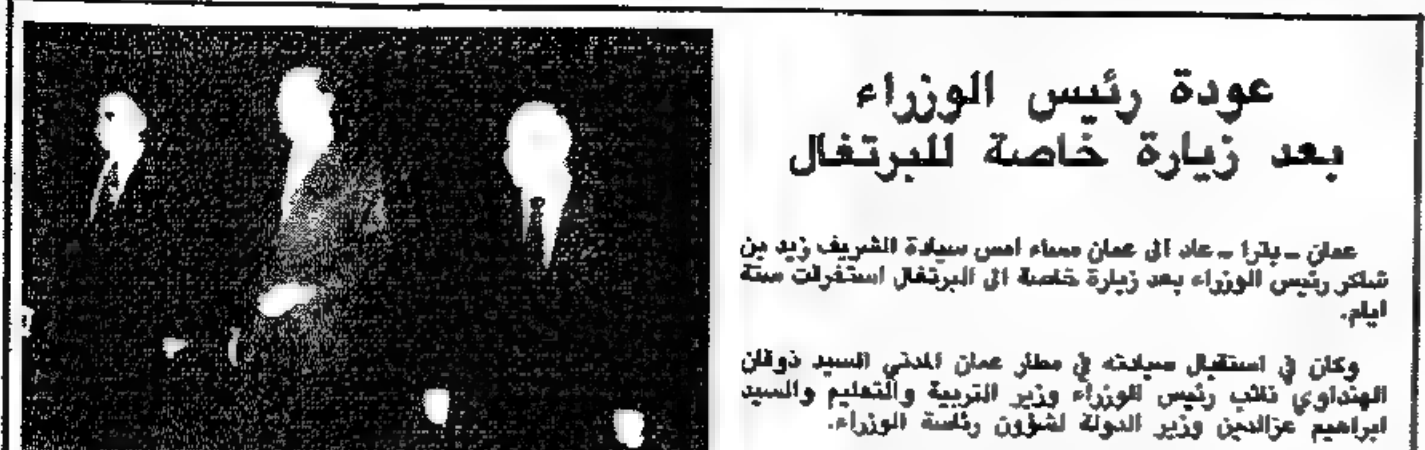 عودة رئيس الوزراء
بعد زيارة خاصة للبرتغال
عمان ـ بترا ـ عاد الى عمان مساء امس سيادة الشريف زيد بن
شاكر رئيس الوزراء بعد زيارة خاصة الى البرتغال استغرقت ستة
ايام.
وكان في استقبال سيادته في مطار عمان المدني السيد ذوقان
الهنداوي نائب رئيس الوزراء وزير التربية والتعليم والسيد
ابراهيم عزالدين وزير الدولة لشؤون رئاسة الوزراء.